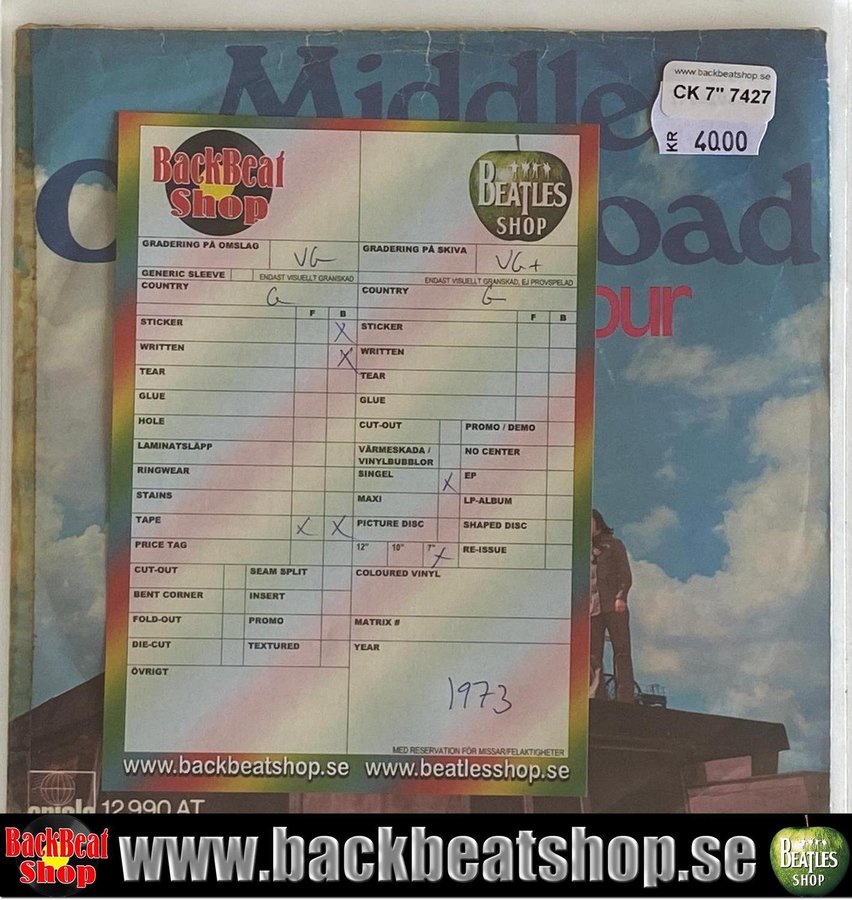 Middle
www.backbeatshop.se
CK 7" 7427
KR 40.00
oad
our
BackBeat Shop
BEATLES SHOP
GRADERING PÅ OMSLAG VG- GRADERING PÅ SKIVA VG+
GENERIC SLEEVE ENDAST VISUELLT GRANSKAD ENDAST VISUELLT GRANSKAD, EJ PROVSPELAD
COUNTRY G COUNTRY G
F B F B
STICKER X STICKER
WRITTEN X WRITTEN
TEAR TEAR
GLUE GLUE
HOLE CUT-OUT PROMO / DEMO
LAMINATSLÄPP VÄRMESKADA / VINYLBUBBLOR NO CENTER
RINGWEAR SINGEL X EP
STAINS MAXI LP-ALBUM
TAPE X X PICTURE DISC SHAPED DISC
PRICE TAG 12" 10" 7" X RE-ISSUE
CUT-OUT SEAM SPLIT COLOURED VINYL
BENT CORNER INSERT
FOLD-OUT PROMO MATRIX #
DIE-CUT TEXTURED YEAR
ÖVRIGT
1973
MED RESERVATION FÖR MISSAR/FELAKTIGHETER
www.backbeatshop.se www.beatlesshop.se
12 990 AT
BackBeat Shop www.backbeatshop.se BEATLES SHOP